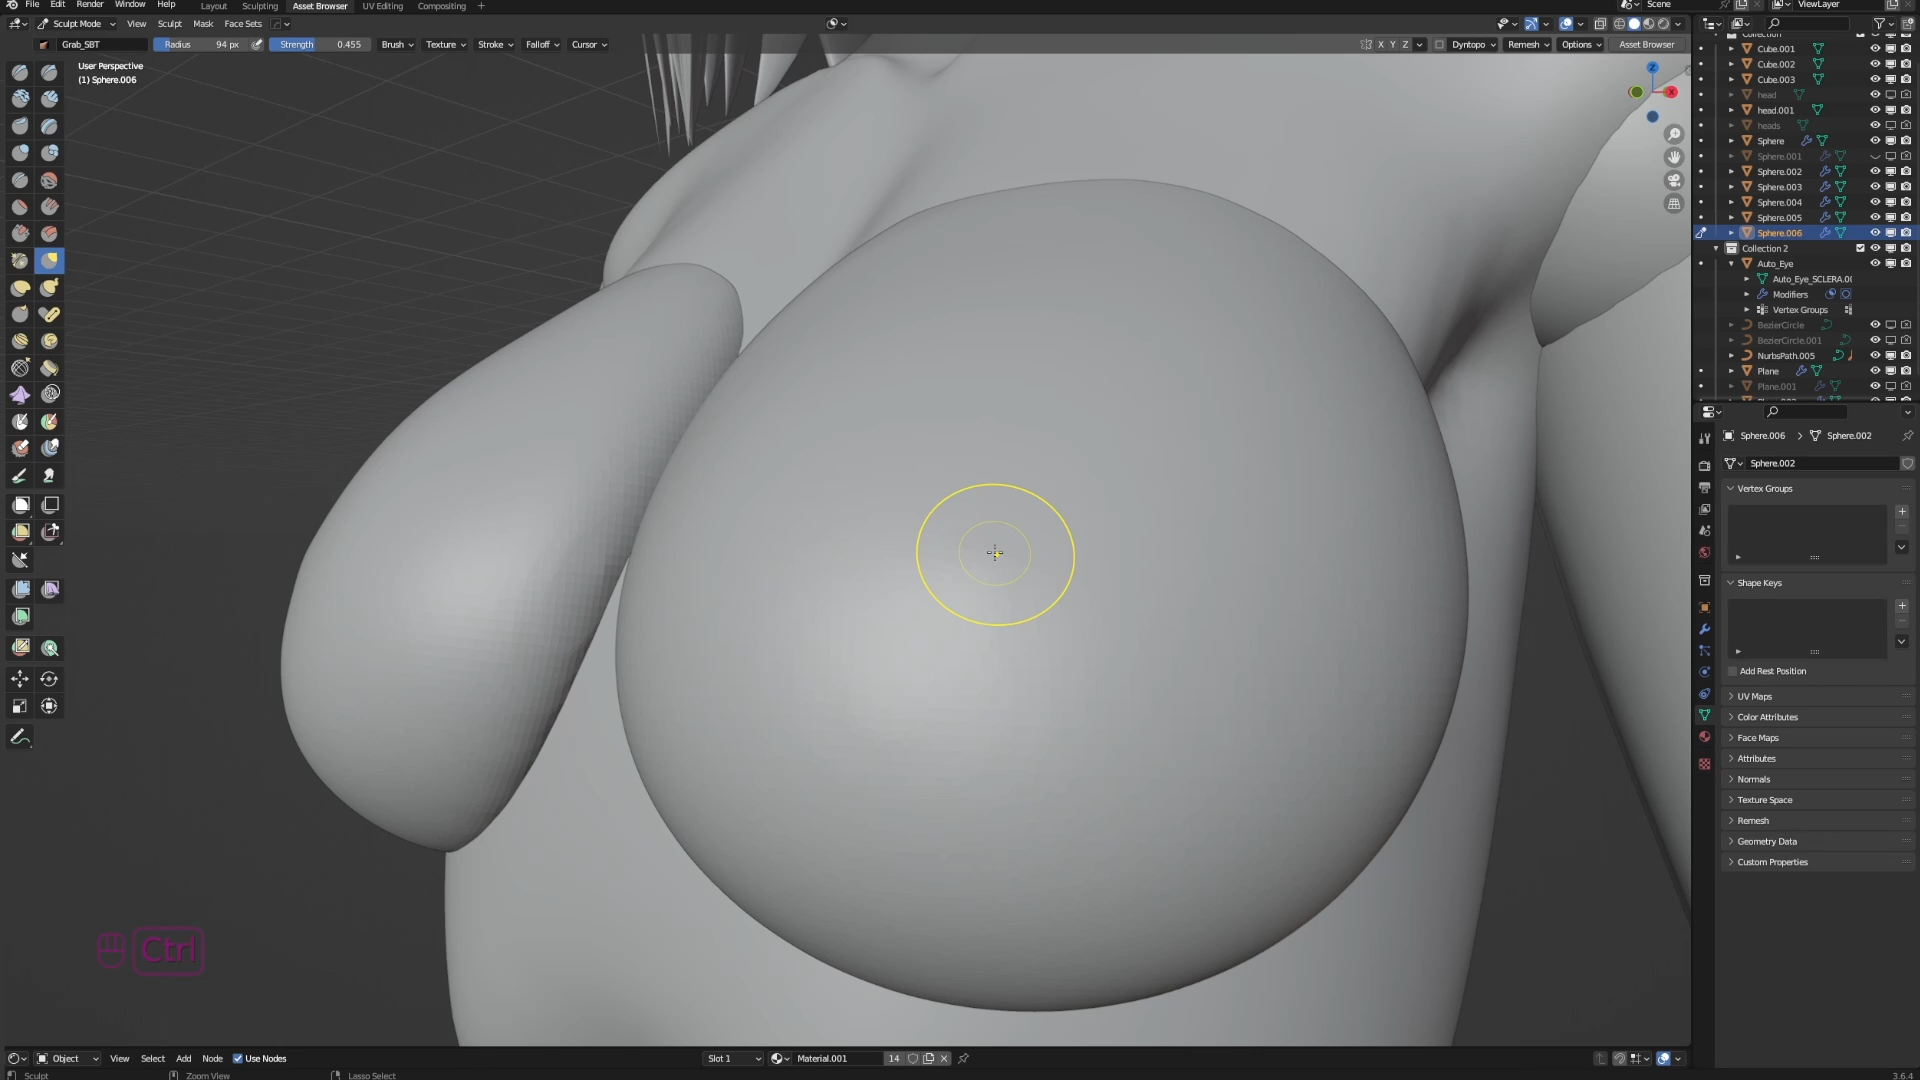 File Edit Render Window Help Layout Sculpting Asset Browser UV Editing Compositing + Scene ViewLayer
Sculpt Mode View Sculpt Mask Face Sets
Grab_SBT Radius 94 px Strength 0.455 Brush Texture Stroke Falloff Cursor X Y Z Dyntopo Remesh Options Asset Browser
User Perspective
(1) Sphere.006
Z
X
Collection
Cube.001
Cube.002
Cube.003
head
head.001
heads
Sphere
Sphere.001
Sphere.002
Sphere.003
Sphere.004
Sphere.005
Sphere.006
Collection 2
Auto_Eye
Auto_Eye_SCLERA.00
Modifiers
Vertex Groups
BezierCircle
BezierCircle.001
NurbsPath.005
Plane
Plane.001
Sphere.006 > Sphere.002
Sphere.002
Vertex Groups
Shape Keys
Add Rest Position
UV Maps
Color Attributes
Face Maps
Attributes
Normals
Texture Space
Remesh
Geometry Data
Custom Properties
Ctrl
Object View Select Add Node Use Nodes Slot 1 Material.001 14
Sculpt Zoom View Lasso Select 3.6.4